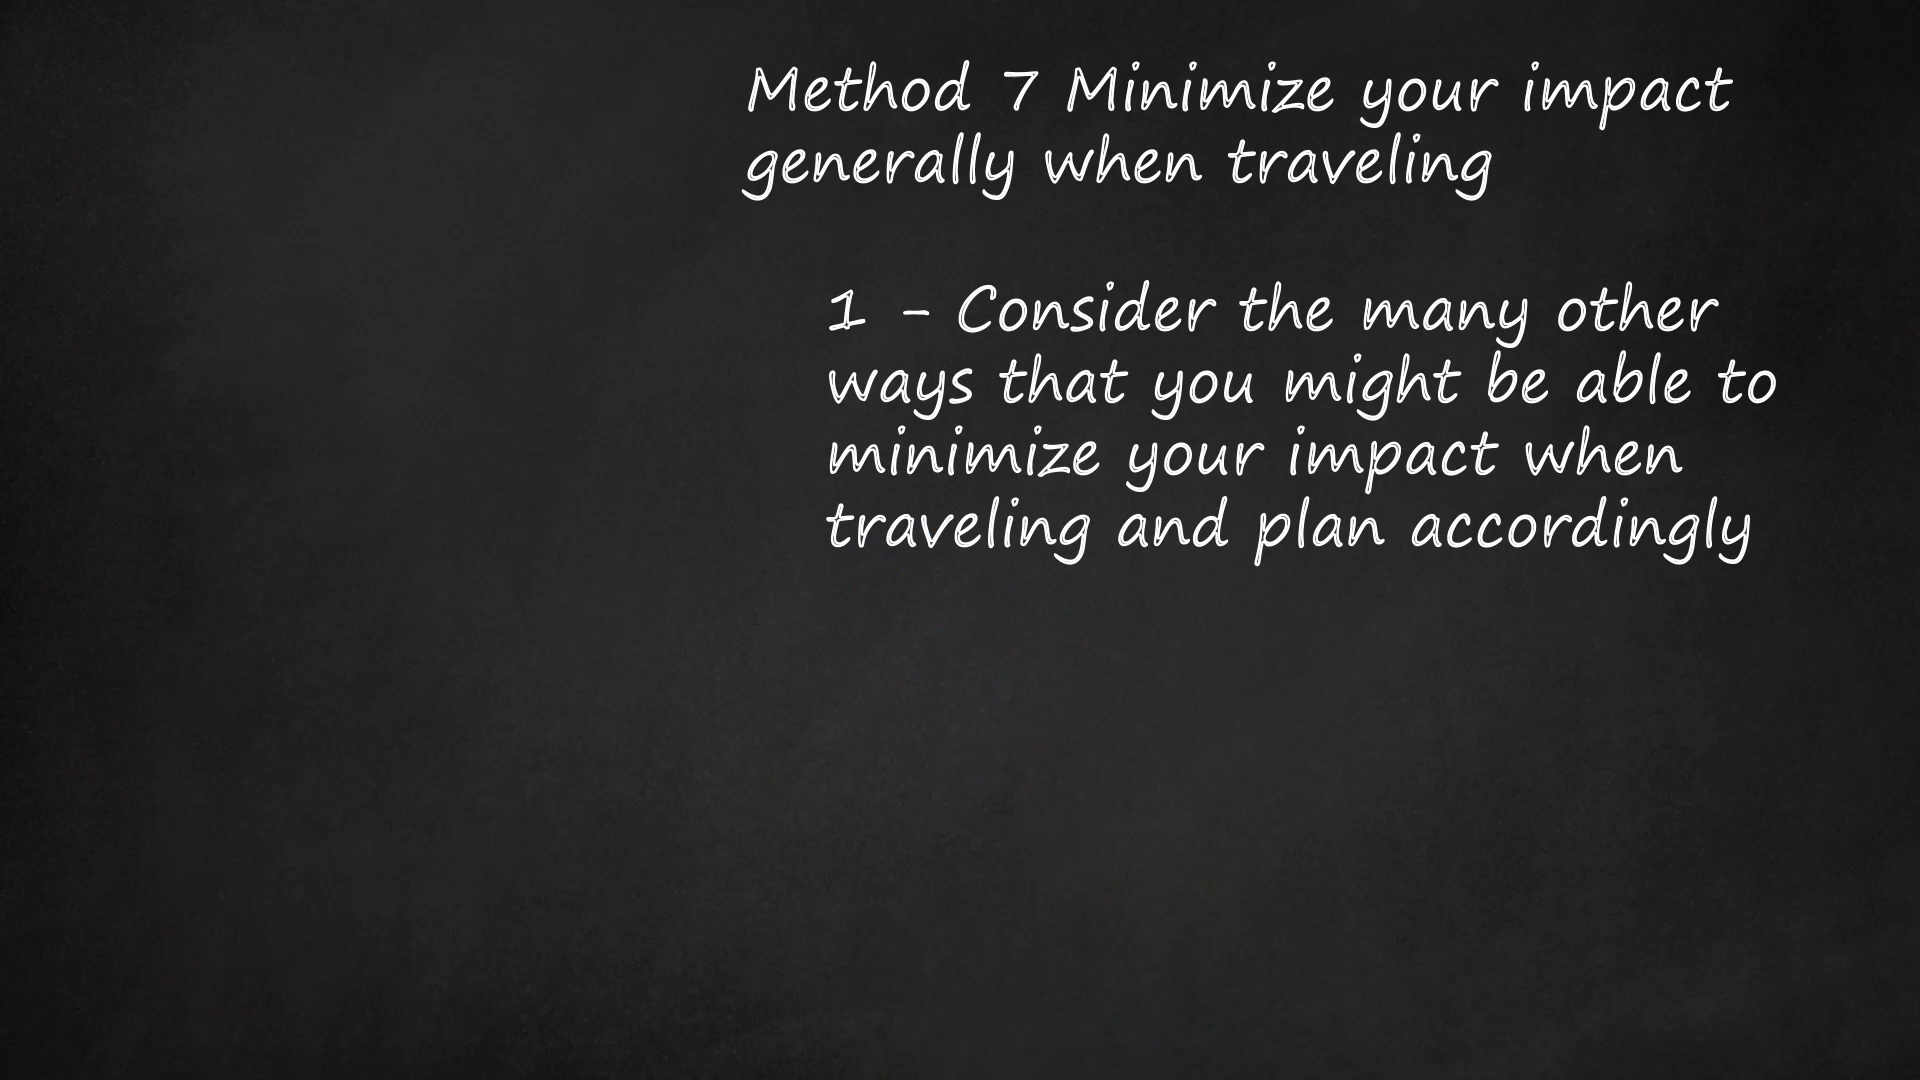 Method 7 Minimize your impact
generally when traveling
1 - Consider the many other
ways that you might be able to
minimize your impact when
traveling and plan accordingly